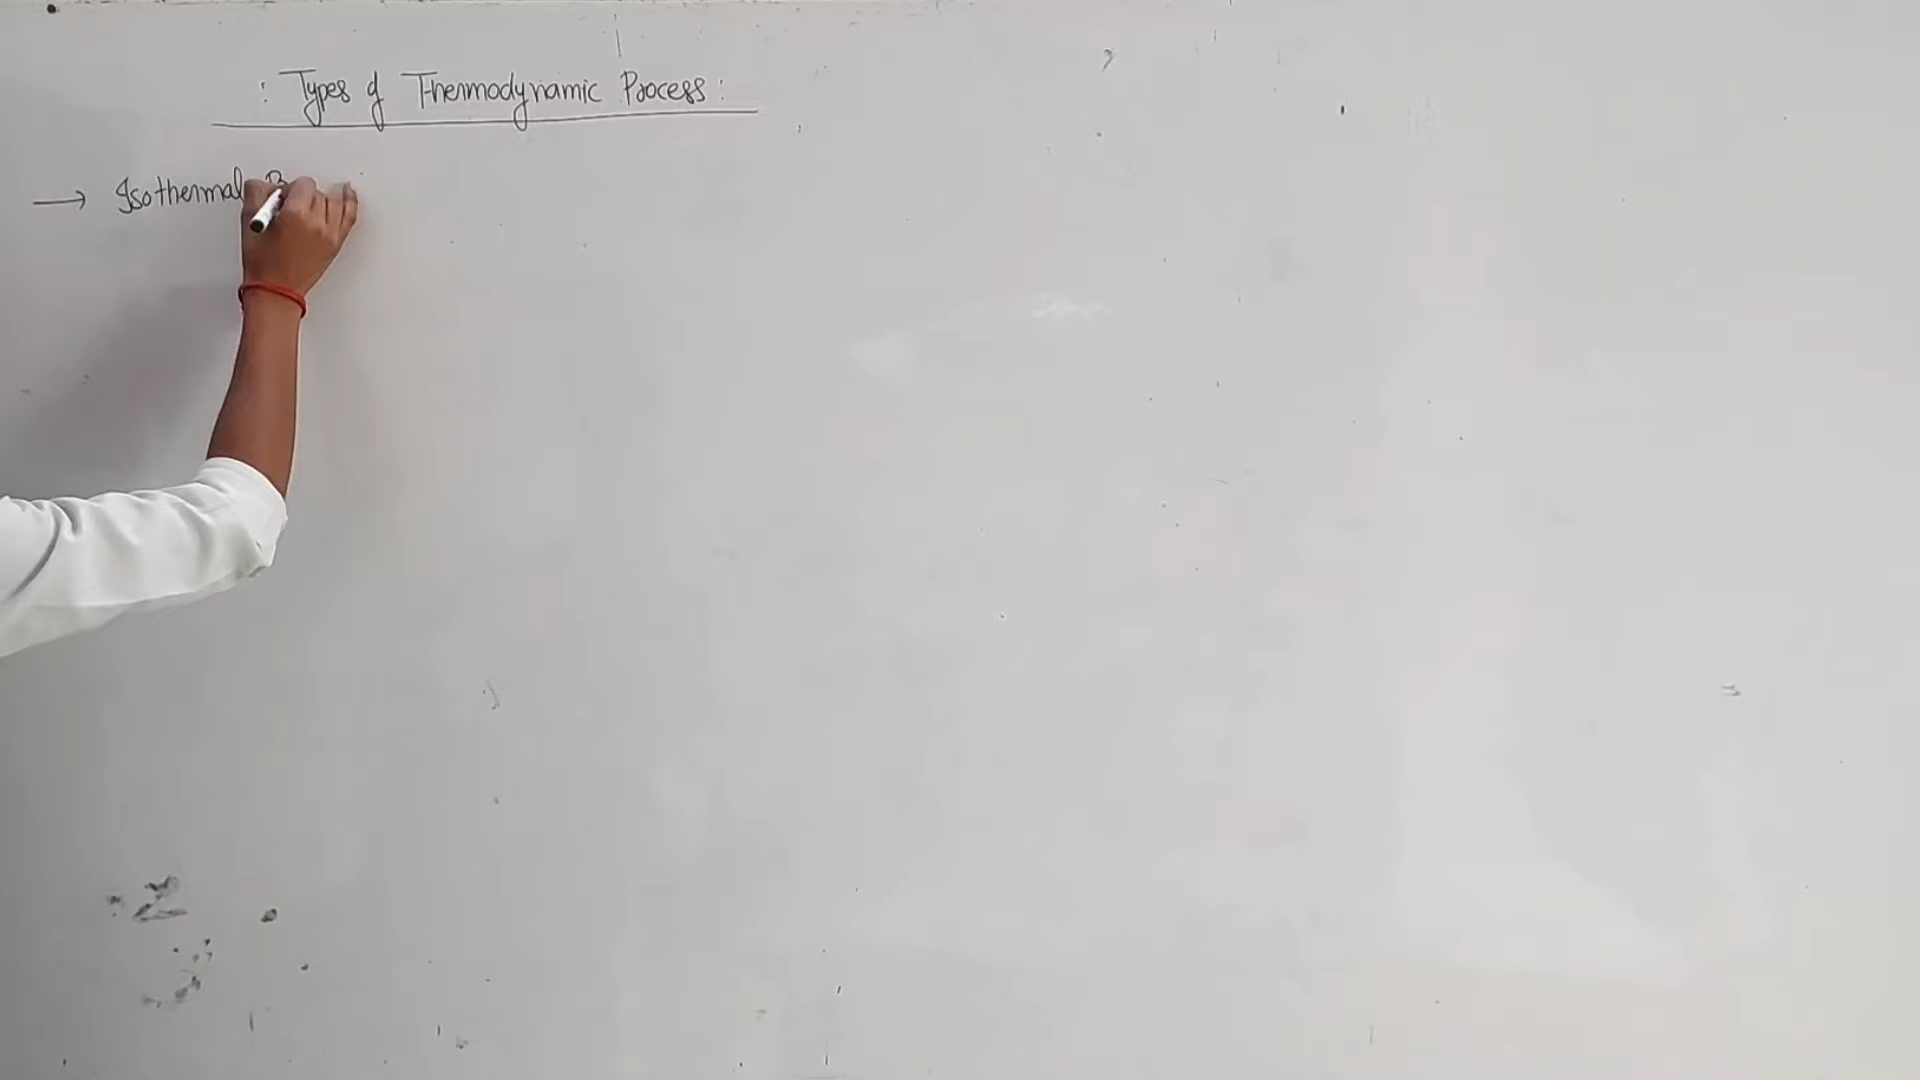 : Types of Thermodynamic Process :
→ Isothermal P